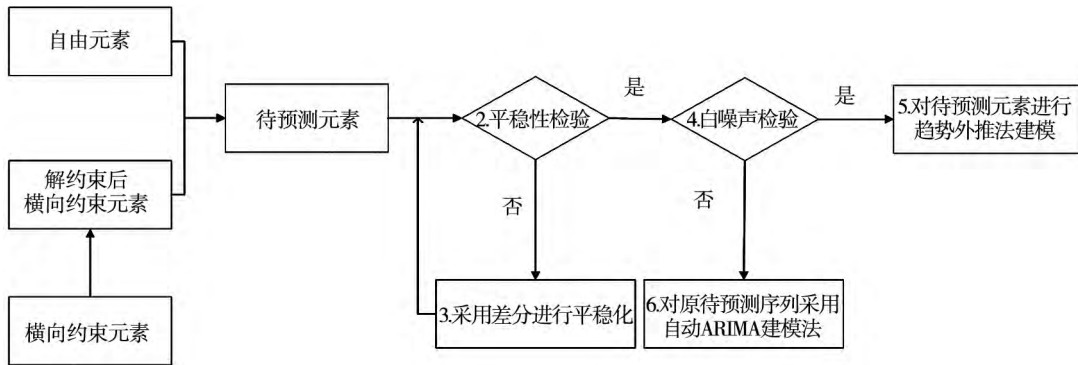 自由元素
解约束后
横向约束元素
横向约束元素
待预测元素
2.平稳性检验
是
否
3.采用差分进行平稳化
4.白噪声检验
是
否
5.对待预测元素进行
趋势外推法建模
6.对原待预测序列采用
自动ARIMA建模法